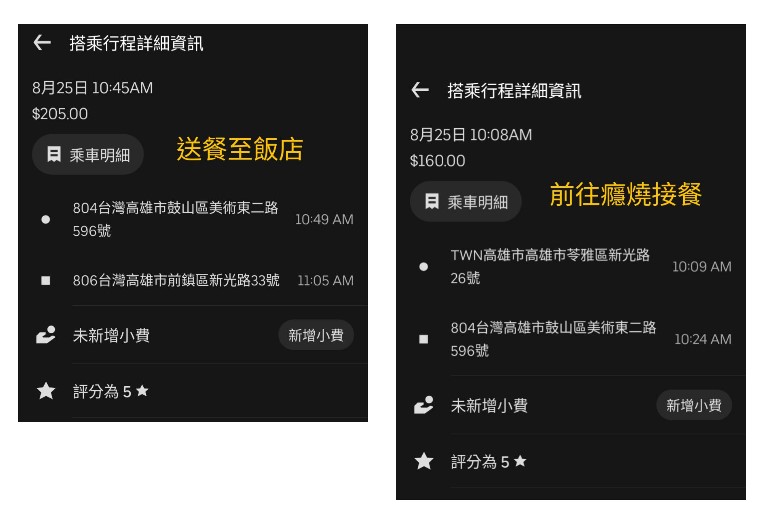 搭乘行程詳細資訊
8月25日 10:45AM
$205.00
乘車明細
送餐至飯店
804台灣高雄市鼓山區美術東二路
596號
10:49 AM
806台灣高雄市前鎮區新光路33號
11:05 AM
未新增小費
新增小費
評分為 5 ★
搭乘行程詳細資訊
8月25日 10:08AM
$160.00
乘車明細
前往癮燒接餐
TWN高雄市高雄市苓雅區新光路
26號
10:09 AM
804台灣高雄市鼓山區美術東二路
596號
10:24 AM
未新增小費
新增小費
評分為 5 ★